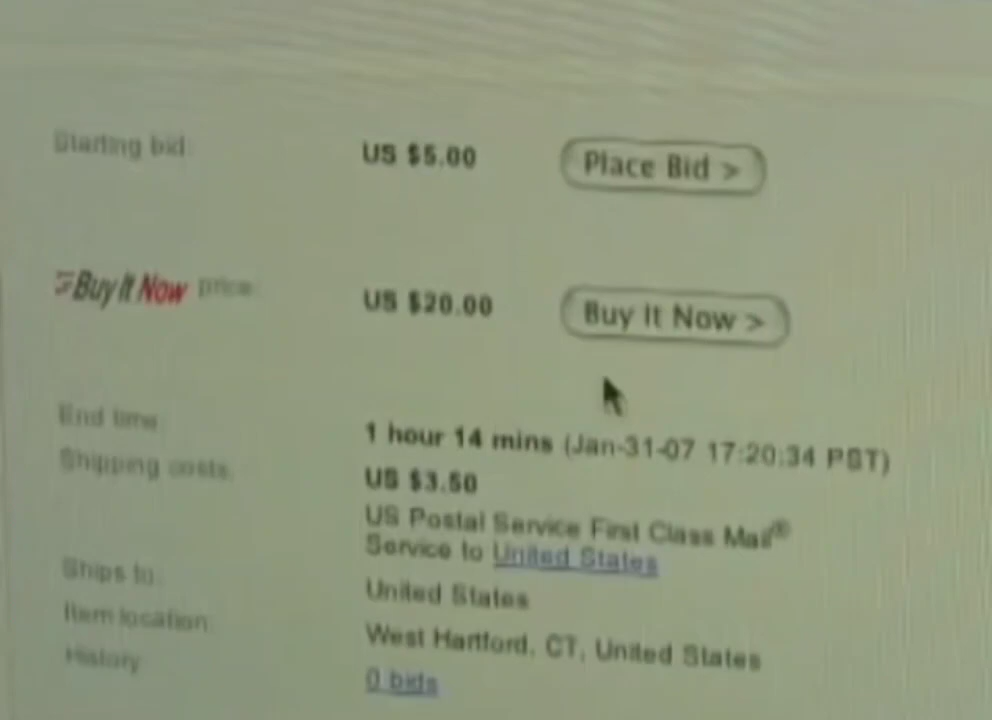 Starting bid: US $5.00 Place Bid >
Buy It Now price: US $20.00 Buy It Now >
End time: 1 hour 14 mins (Jan-31-07 17:20:34 PST)
Shipping costs: US $3.50
US Postal Service First Class Mail®
Service to United States
Ships to: United States
Item location: West Hartford, CT, United States
History: 0 bids